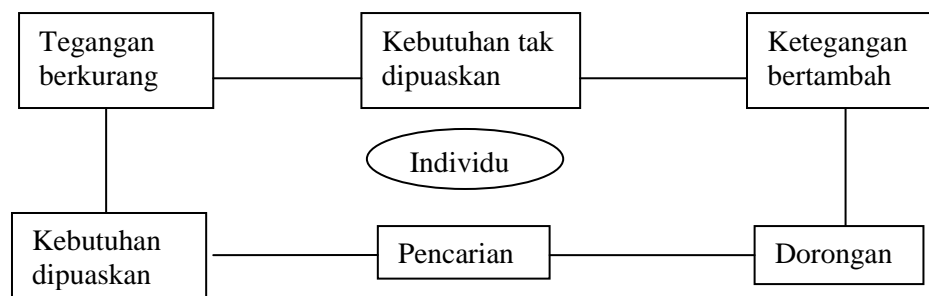 Tegangan
berkurang
Kebutuhan tak
dipuaskan
Ketegangan
bertambah
Individu
Kebutuhan
dipuaskan
Pencarian
Dorongan